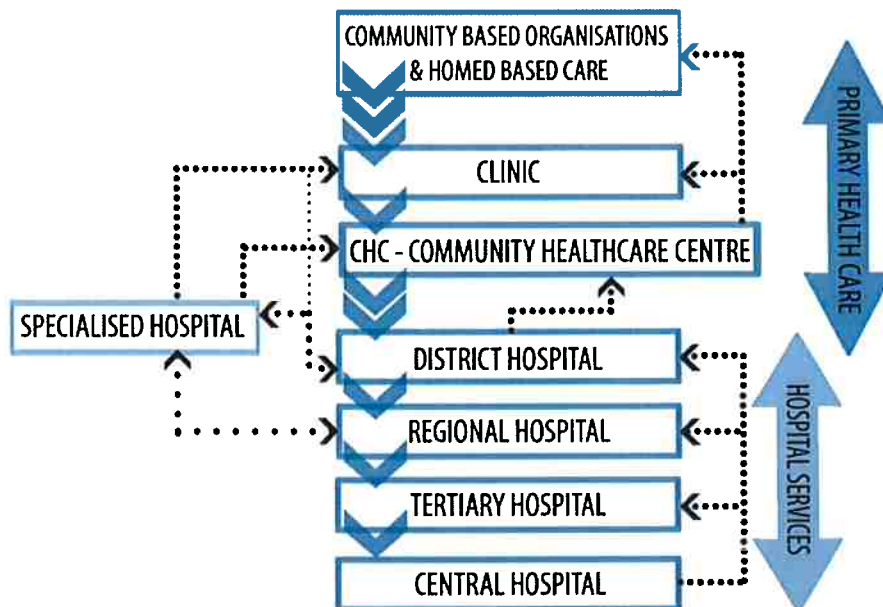 COMMUNITY BASED ORGANISATIONS
& HOMED BASED CARE
CLINIC
CHC - COMMUNITY HEALTHCARE CENTRE
SPECIALISED HOSPITAL
DISTRICT HOSPITAL
REGIONAL HOSPITAL
TERTIARY HOSPITAL
CENTRAL HOSPITAL
PRIMARY HEALTH CARE
HOSPITAL SERVICES